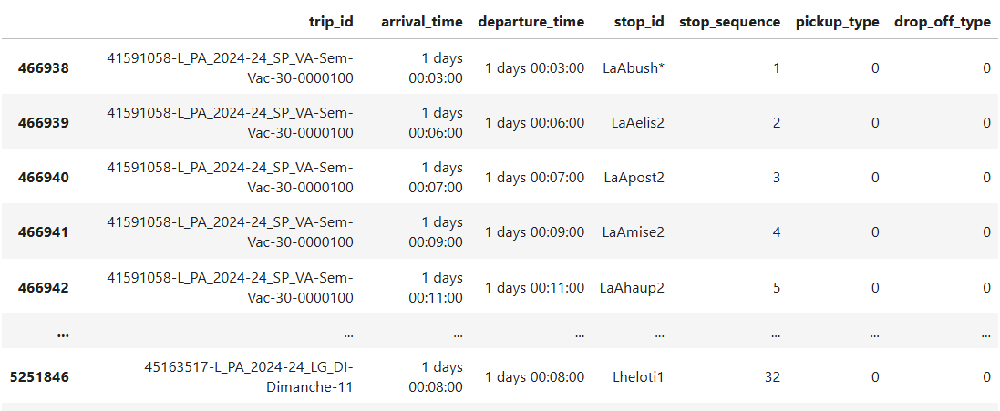 trip_id arrival_time departure_time stop_id stop_sequence pickup_type drop_off_type
466938 41591058-L_PA_2024-24_SP_VA-Sem-Vac-30-0000100 1 days 00:03:00 1 days 00:03:00 LaAbush* 1 0 0
466939 41591058-L_PA_2024-24_SP_VA-Sem-Vac-30-0000100 1 days 00:06:00 1 days 00:06:00 LaAelis2 2 0 0
466940 41591058-L_PA_2024-24_SP_VA-Sem-Vac-30-0000100 1 days 00:07:00 1 days 00:07:00 LaApost2 3 0 0
466941 41591058-L_PA_2024-24_SP_VA-Sem-Vac-30-0000100 1 days 00:09:00 1 days 00:09:00 LaAmise2 4 0 0
466942 41591058-L_PA_2024-24_SP_VA-Sem-Vac-30-0000100 1 days 00:11:00 1 days 00:11:00 LaAhaup2 5 0 0
... ... ... ... ... ... ... ...
5251846 45163517-L_PA_2024-24_LG_DI-Dimanche-11 1 days 00:08:00 1 days 00:08:00 Lheloti1 32 0 0